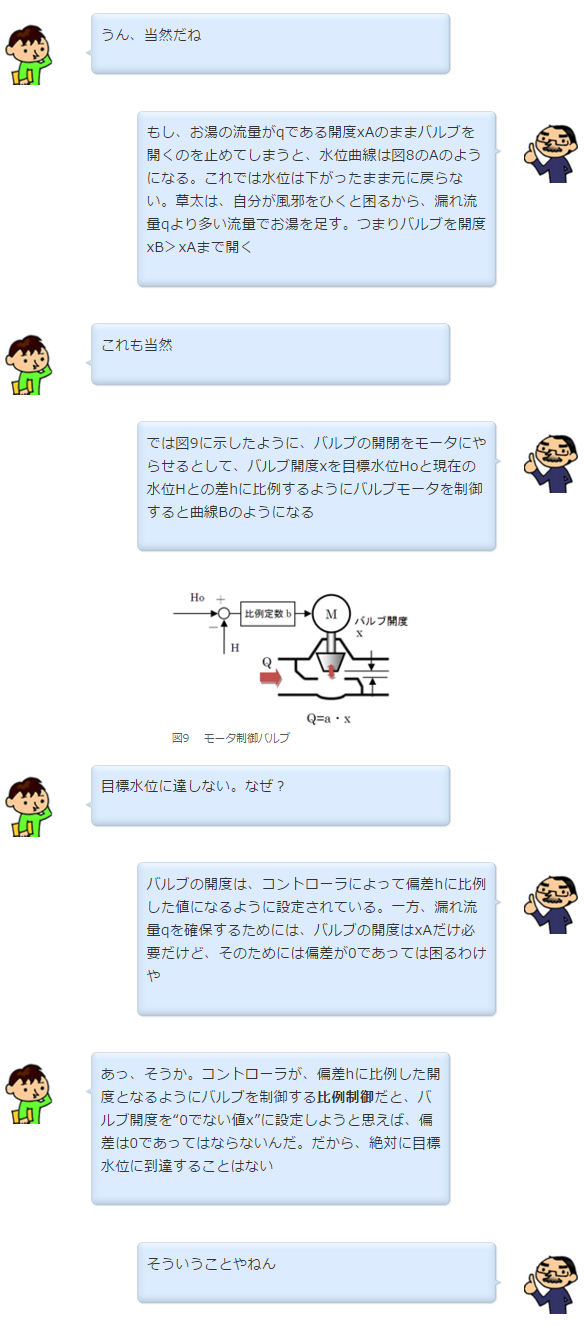 うん、当然だね
もし、お湯の流量がqである開度xAのままバルブを
開くのを止めてしまうと、水位曲線は図8のAのよう
になる。これでは水位は下がったまま元に戻らな
い。草太は、自分が風邪をひくと困るから、漏れ流
量qより多い流量でお湯を足す。つまりバルブを開度
xB＞xAまで開く
これも当然
では図9に示したように、バルブの開閉をモータにや
らせるとして、バルブ開度xを目標水位Hoと現在の
水位Hとの差hに比例するようにバルブモータを制御
すると曲線Bのようになる
Ho
+
−
H
比例定数 b
M
バルブ開度
x
Q
Q=a・x
図9　モータ制御バルブ
目標水位に達しない。なぜ？
バルブの開度は、コントローラによって偏差hに比例
した値になるように設定されている。一方、漏れ流
量qを確保するためには、バルブの開度はxAだけ必
要だけど、そのためには偏差が0であっては困るわけ
や
あっ、そうか。コントローラが、偏差hに比例した開
度となるようにバルブを制御する比例制御だと、バ
ルブ開度を“0でない値x”に設定しようと思えば、偏
差は0であってはならないんだ。だから、絶対に目標
水位に到達することはない
そういうことやねん